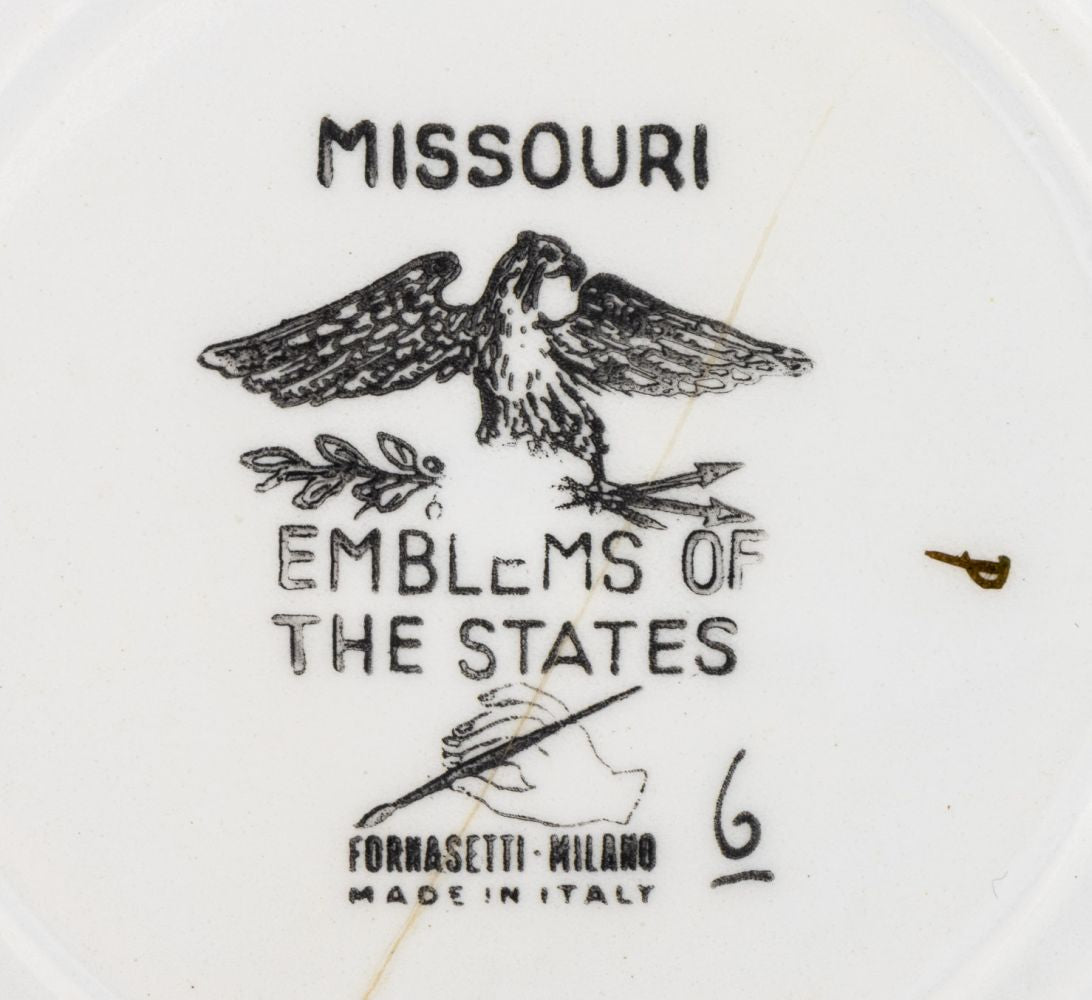 MISSOURI
EMBLEMS OF
THE STATES
6
FORNASETTI · MILANO
MADE IN ITALY